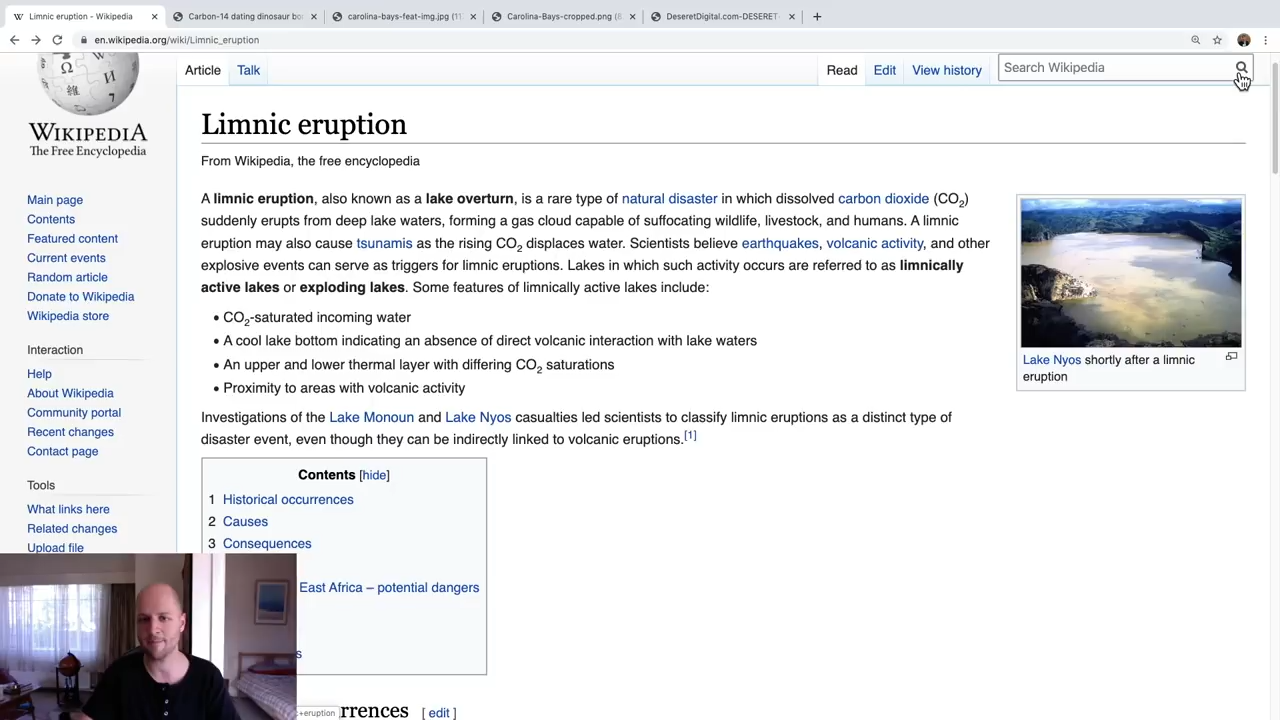 Limnic eruption - Wikipedia
Carbon-14 dating dinosaur bo
carolina-bays-feat-img.jpg (11
Carolina-Bays-cropped.png (8
DeseretDigital.com-DESERET
en.wikipedia.org/wiki/Limnic_eruption
WIKIPEDIA
The Free Encyclopedia
Article Talk
Read Edit View history
Search Wikipedia
Limnic eruption
From Wikipedia, the free encyclopedia
A limnic eruption, also known as a lake overturn, is a rare type of natural disaster in which dissolved carbon dioxide (CO₂)
suddenly erupts from deep lake waters, forming a gas cloud capable of suffocating wildlife, livestock, and humans. A limnic
eruption may also cause tsunamis as the rising CO₂ displaces water. Scientists believe earthquakes, volcanic activity, and other
explosive events can serve as triggers for limnic eruptions. Lakes in which such activity occurs are referred to as limnically
active lakes or exploding lakes. Some features of limnically active lakes include:
• CO₂-saturated incoming water
• A cool lake bottom indicating an absence of direct volcanic interaction with lake waters
• An upper and lower thermal layer with differing CO₂ saturations
• Proximity to areas with volcanic activity
Investigations of the Lake Monoun and Lake Nyos casualties led scientists to classify limnic eruptions as a distinct type of
disaster event, even though they can be indirectly linked to volcanic eruptions.[1]
Lake Nyos shortly after a limnic
eruption
Contents [hide]
1 Historical occurrences
2 Causes
3 Consequences
East Africa – potential dangers
s
rrences [ edit ]
Main page
Contents
Featured content
Current events
Random article
Donate to Wikipedia
Wikipedia store
Interaction
Help
About Wikipedia
Community portal
Recent changes
Contact page
Tools
What links here
Related changes
Upload file
:+eruption